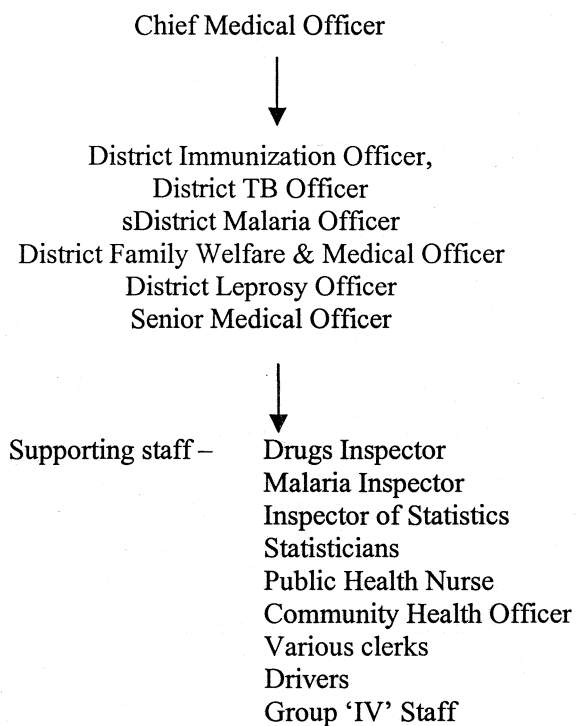 Chief Medical Officer
District Immunization Officer,
District TB Officer
sDistrict Malaria Officer
District Family Welfare & Medical Officer
District Leprosy Officer
Senior Medical Officer
Supporting staff – Drugs Inspector
Malaria Inspector
Inspector of Statistics
Statisticians
Public Health Nurse
Community Health Officer
Various clerks
Drivers
Group ‘IV’ Staff